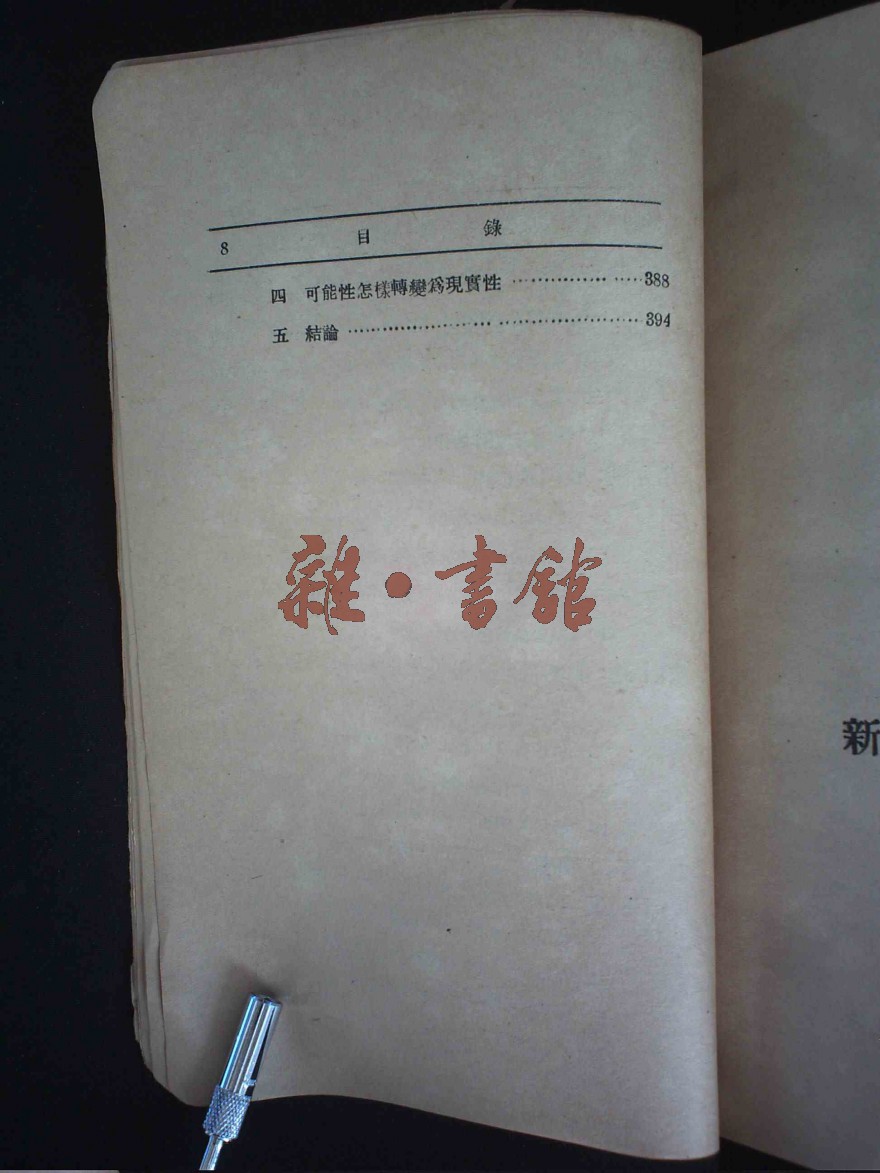 8 目 錄
四 可能性怎樣轉變爲現實性 ………………388
五 結論 ……………………………394
雜·書館
新